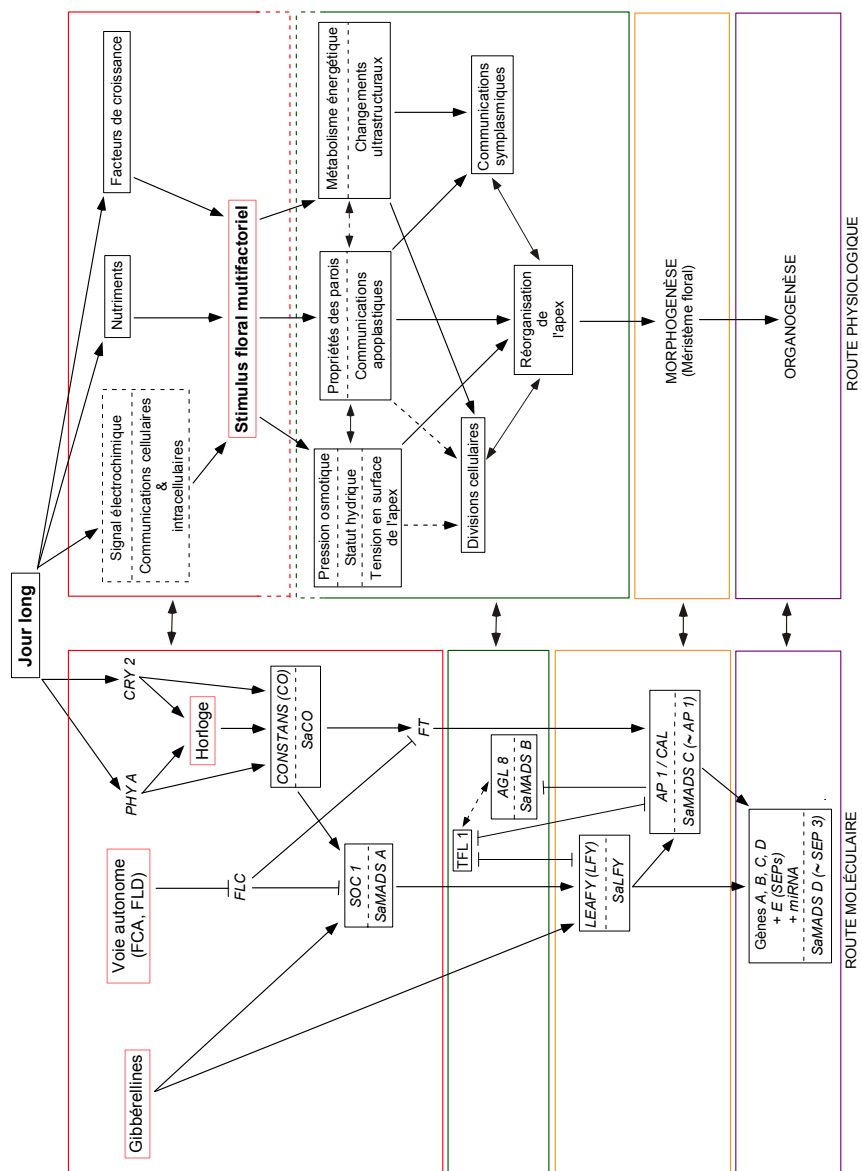 Jour long
Gibbérellines
Voie autonome
(FCA, FLD)
PHY A
CRY 2
Horloge
FLC
CONSTANS (CO)
SaCO
SOC 1
SaMADS A
FT
TFL 1
AGL 8
SaMADS B
LEAFY (LFY)
SaLFY
AP 1 / CAL
SaMADS C (~ AP 1)
Gènes A, B, C, D
+ E (SEPs)
+ miRNA
SaMADS D (~ SEP 3)
ROUTE MOLÉCULAIRE
Signal électrochimique
Communications cellulaires
&
intracellulaires
Nutriments
Facteurs de croissance
Stimulus floral multifactoriel
Pression osmotique
Statut hydrique
Tension en surface
de l'apex
Propriétés des parois
Communications
apoplastiques
Métabolisme énergétique
Changements
ultrastructuraux
Divisions cellulaires
Réorganisation
de
l'apex
Communications
symplasmiques
MORPHOGENÈSE
(Méristème floral)
ORGANOGENÈSE
ROUTE PHYSIOLOGIQUE